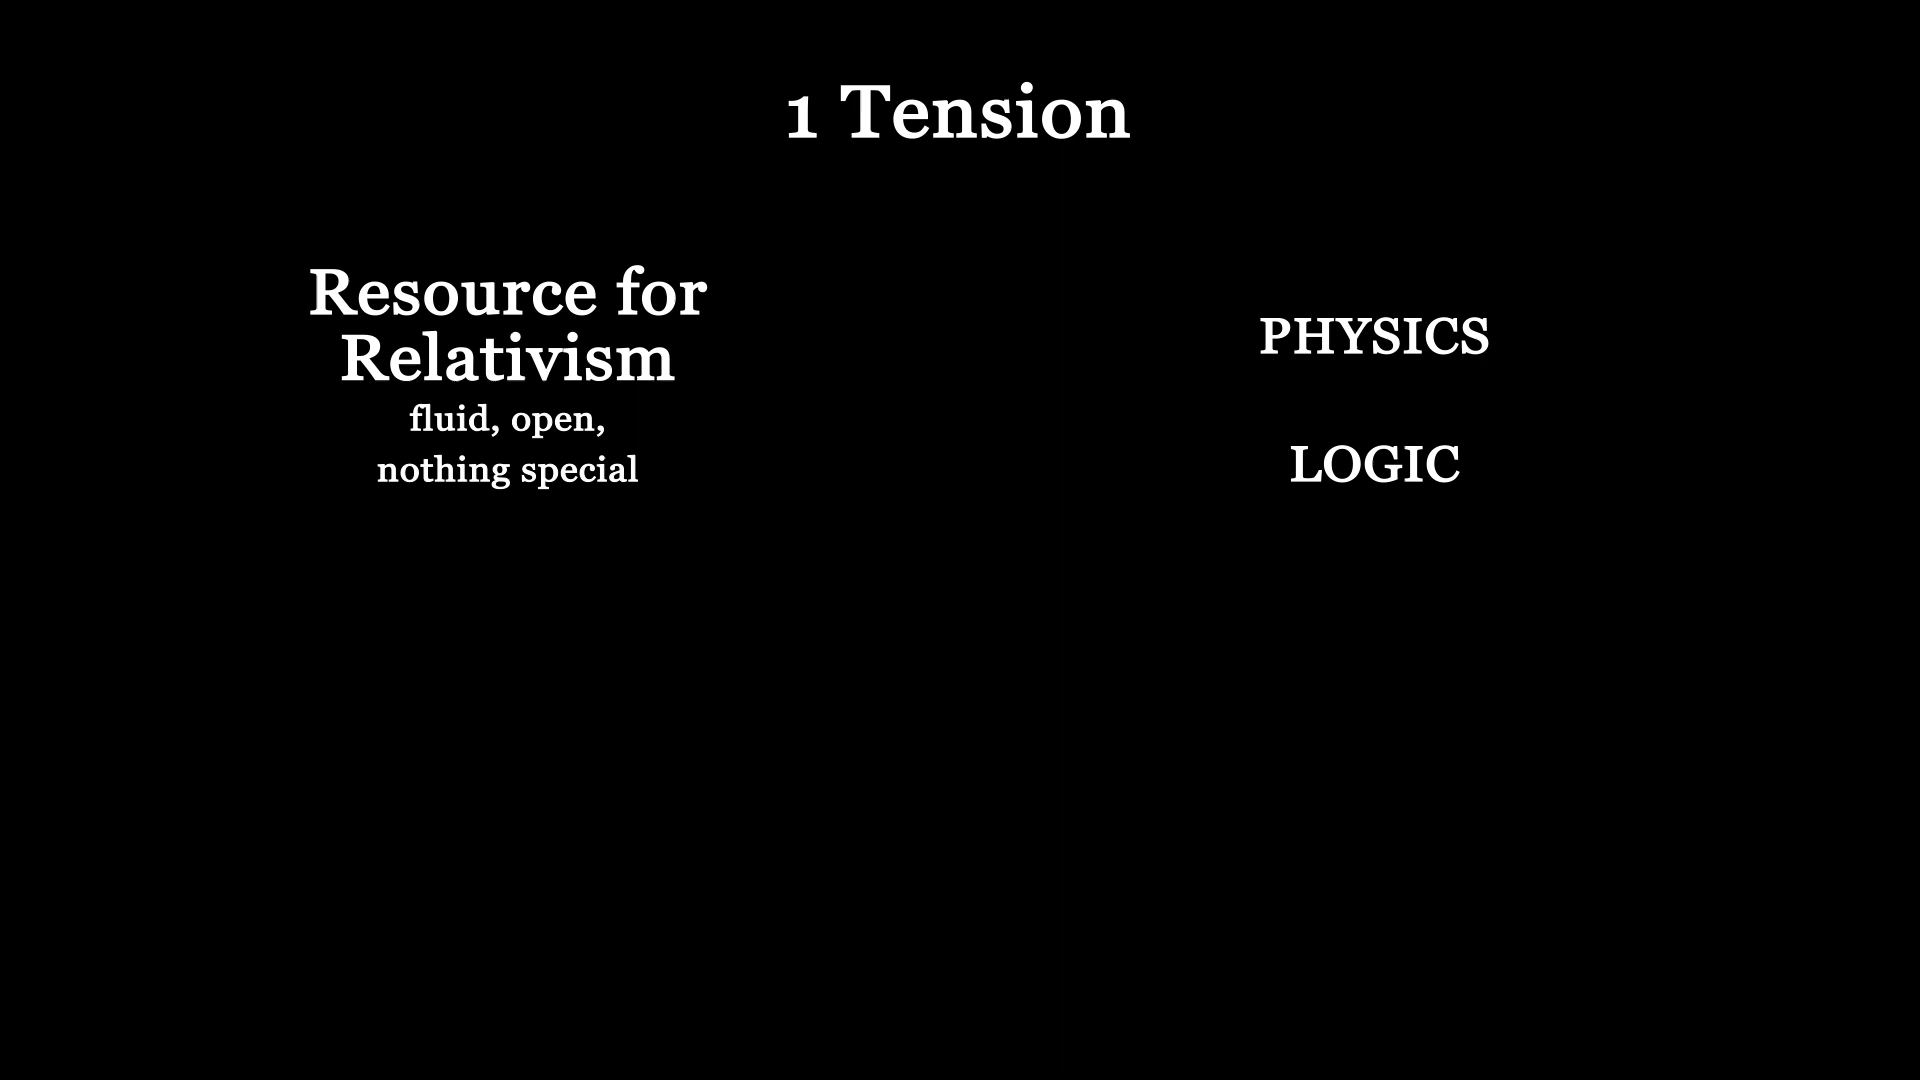 1 Tension
Resource for
Relativism
fluid, open,
nothing special
PHYSICS
LOGIC